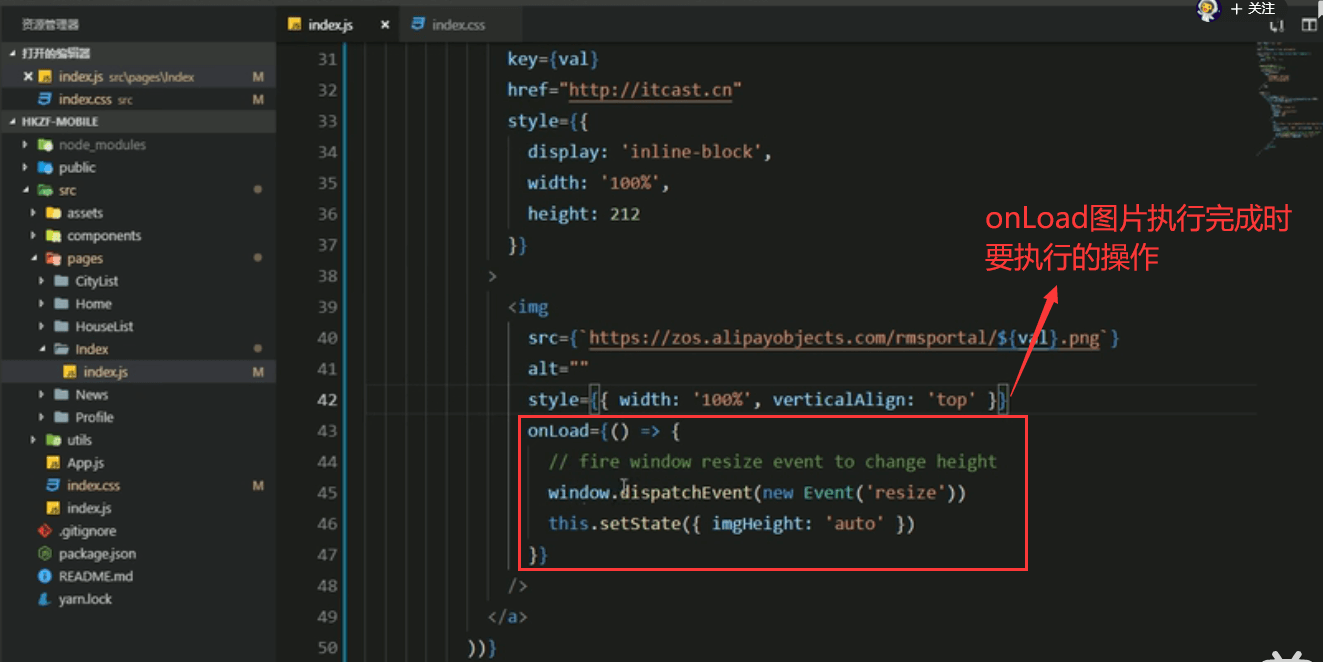 + 关注
资源管理器
index.js ×
index.css
打开的编辑器
× index.js src\pages\Index M
index.css src M
HKZF-MOBILE
node_modules
public
src
assets
components
pages
CityList
Home
HouseList
Index
index.js M
News
Profile
utils
App.js
index.css M
index.js
.gitignore
package.json
README.md
yarn.lock
31 key={val}
32 href="http://itcast.cn"
33 style={{
34 display: 'inline-block',
35 width: '100%',
36 height: 212
37 }}
38 >
39 <img
40 src={`https://zos.alipayobjects.com/rmsportal/${val}.png`}
41 alt=""
42 style={{ width: '100%', verticalAlign: 'top' }}
43 onLoad={() => {
44 // fire window resize event to change height
45 window.dispatchEvent(new Event('resize'))
46 this.setState({ imgHeight: 'auto' })
47 }}
48 />
49 </a>
50 ))}
onLoad图片执行完成时
要执行的操作